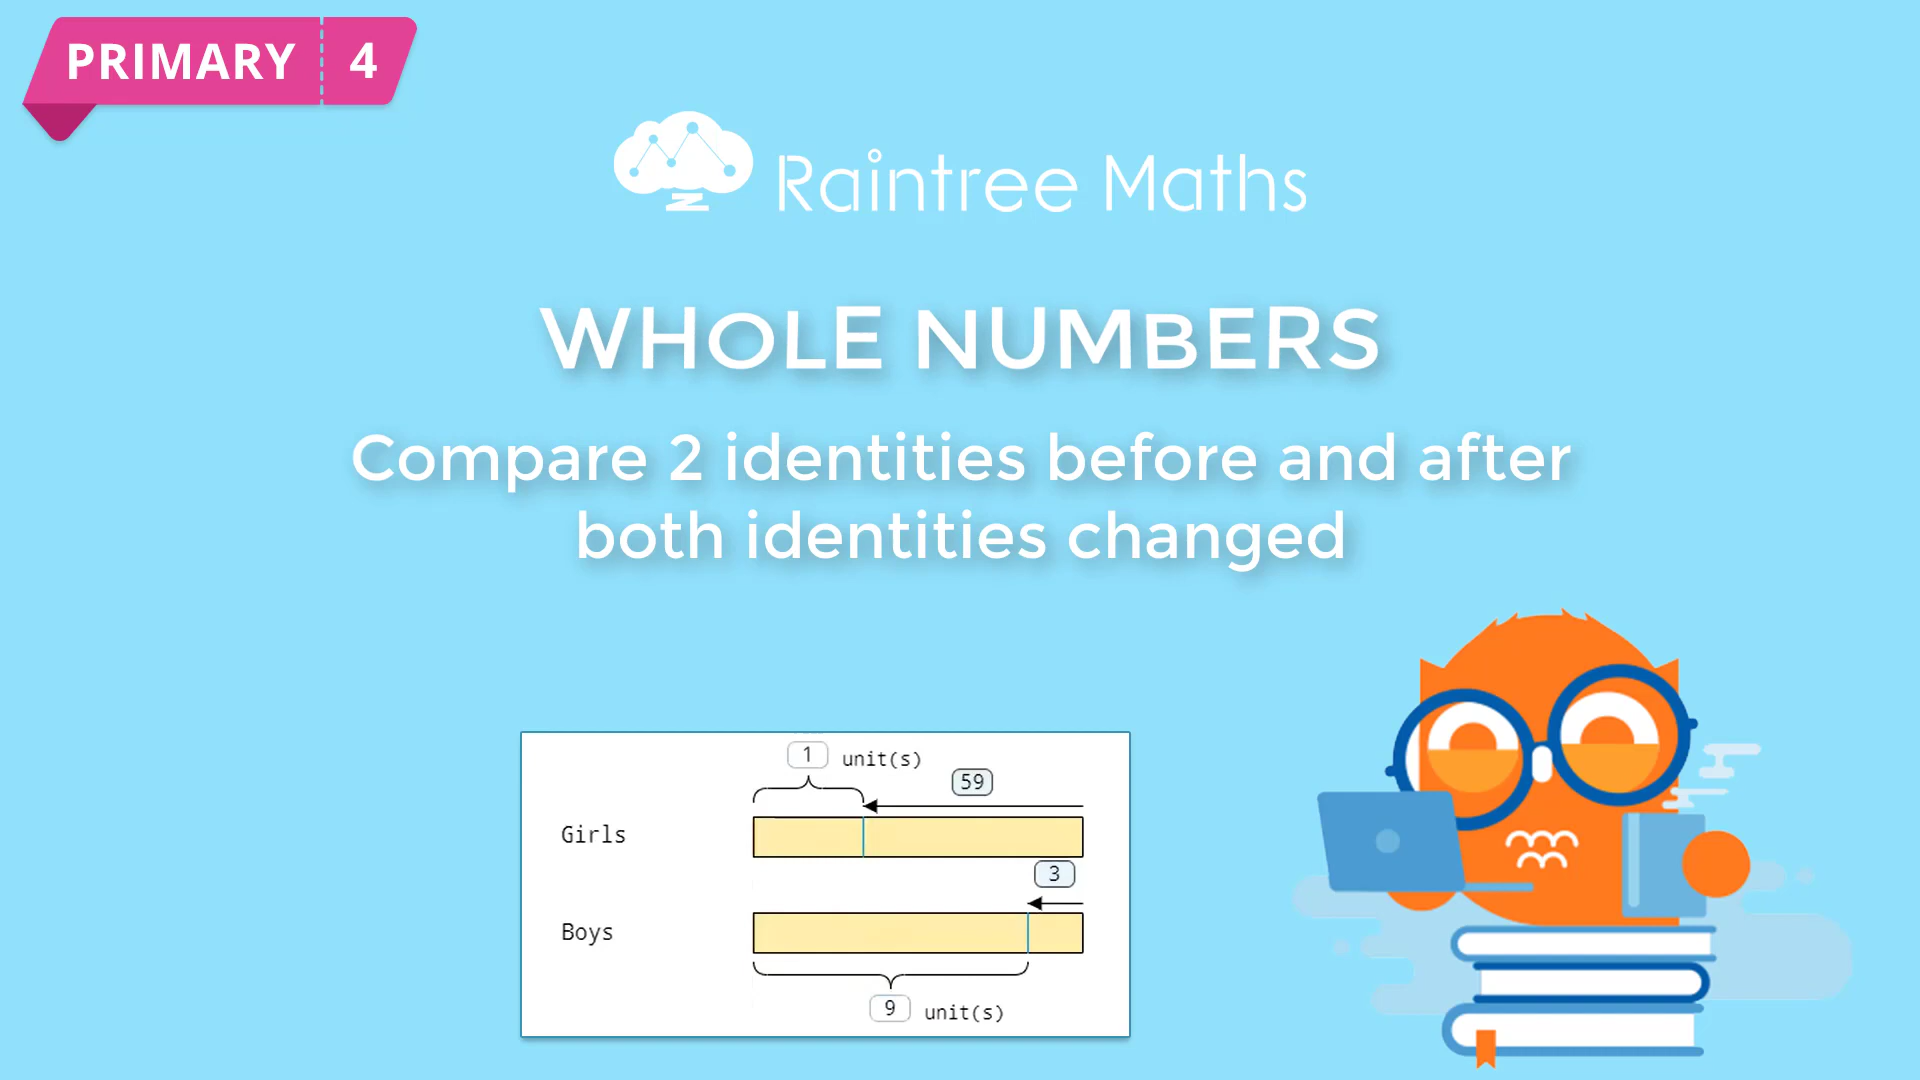 PRIMARY 4
Raintree Maths
WHOLE NUMBERS
Compare 2 identities before and after
both identities changed
1 unit(s)
59
Girls
3
Boys
9 unit(s)